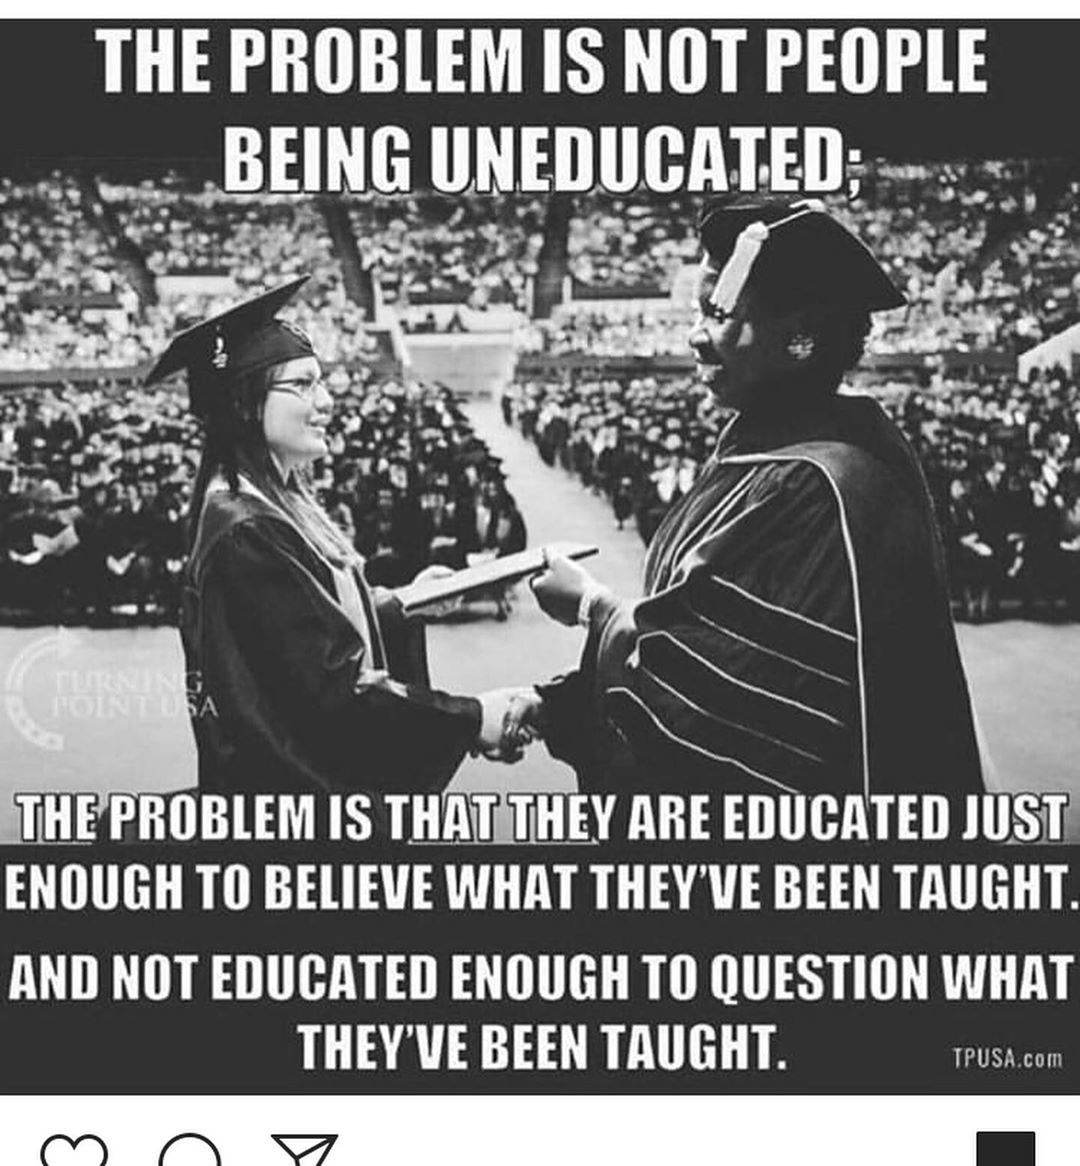 THE PROBLEM IS NOT PEOPLE
BEING UNEDUCATED;
TURNING
POINT USA
THE PROBLEM IS THAT THEY ARE EDUCATED JUST
ENOUGH TO BELIEVE WHAT THEY'VE BEEN TAUGHT.
AND NOT EDUCATED ENOUGH TO QUESTION WHAT
THEY'VE BEEN TAUGHT.
TPUSA.com